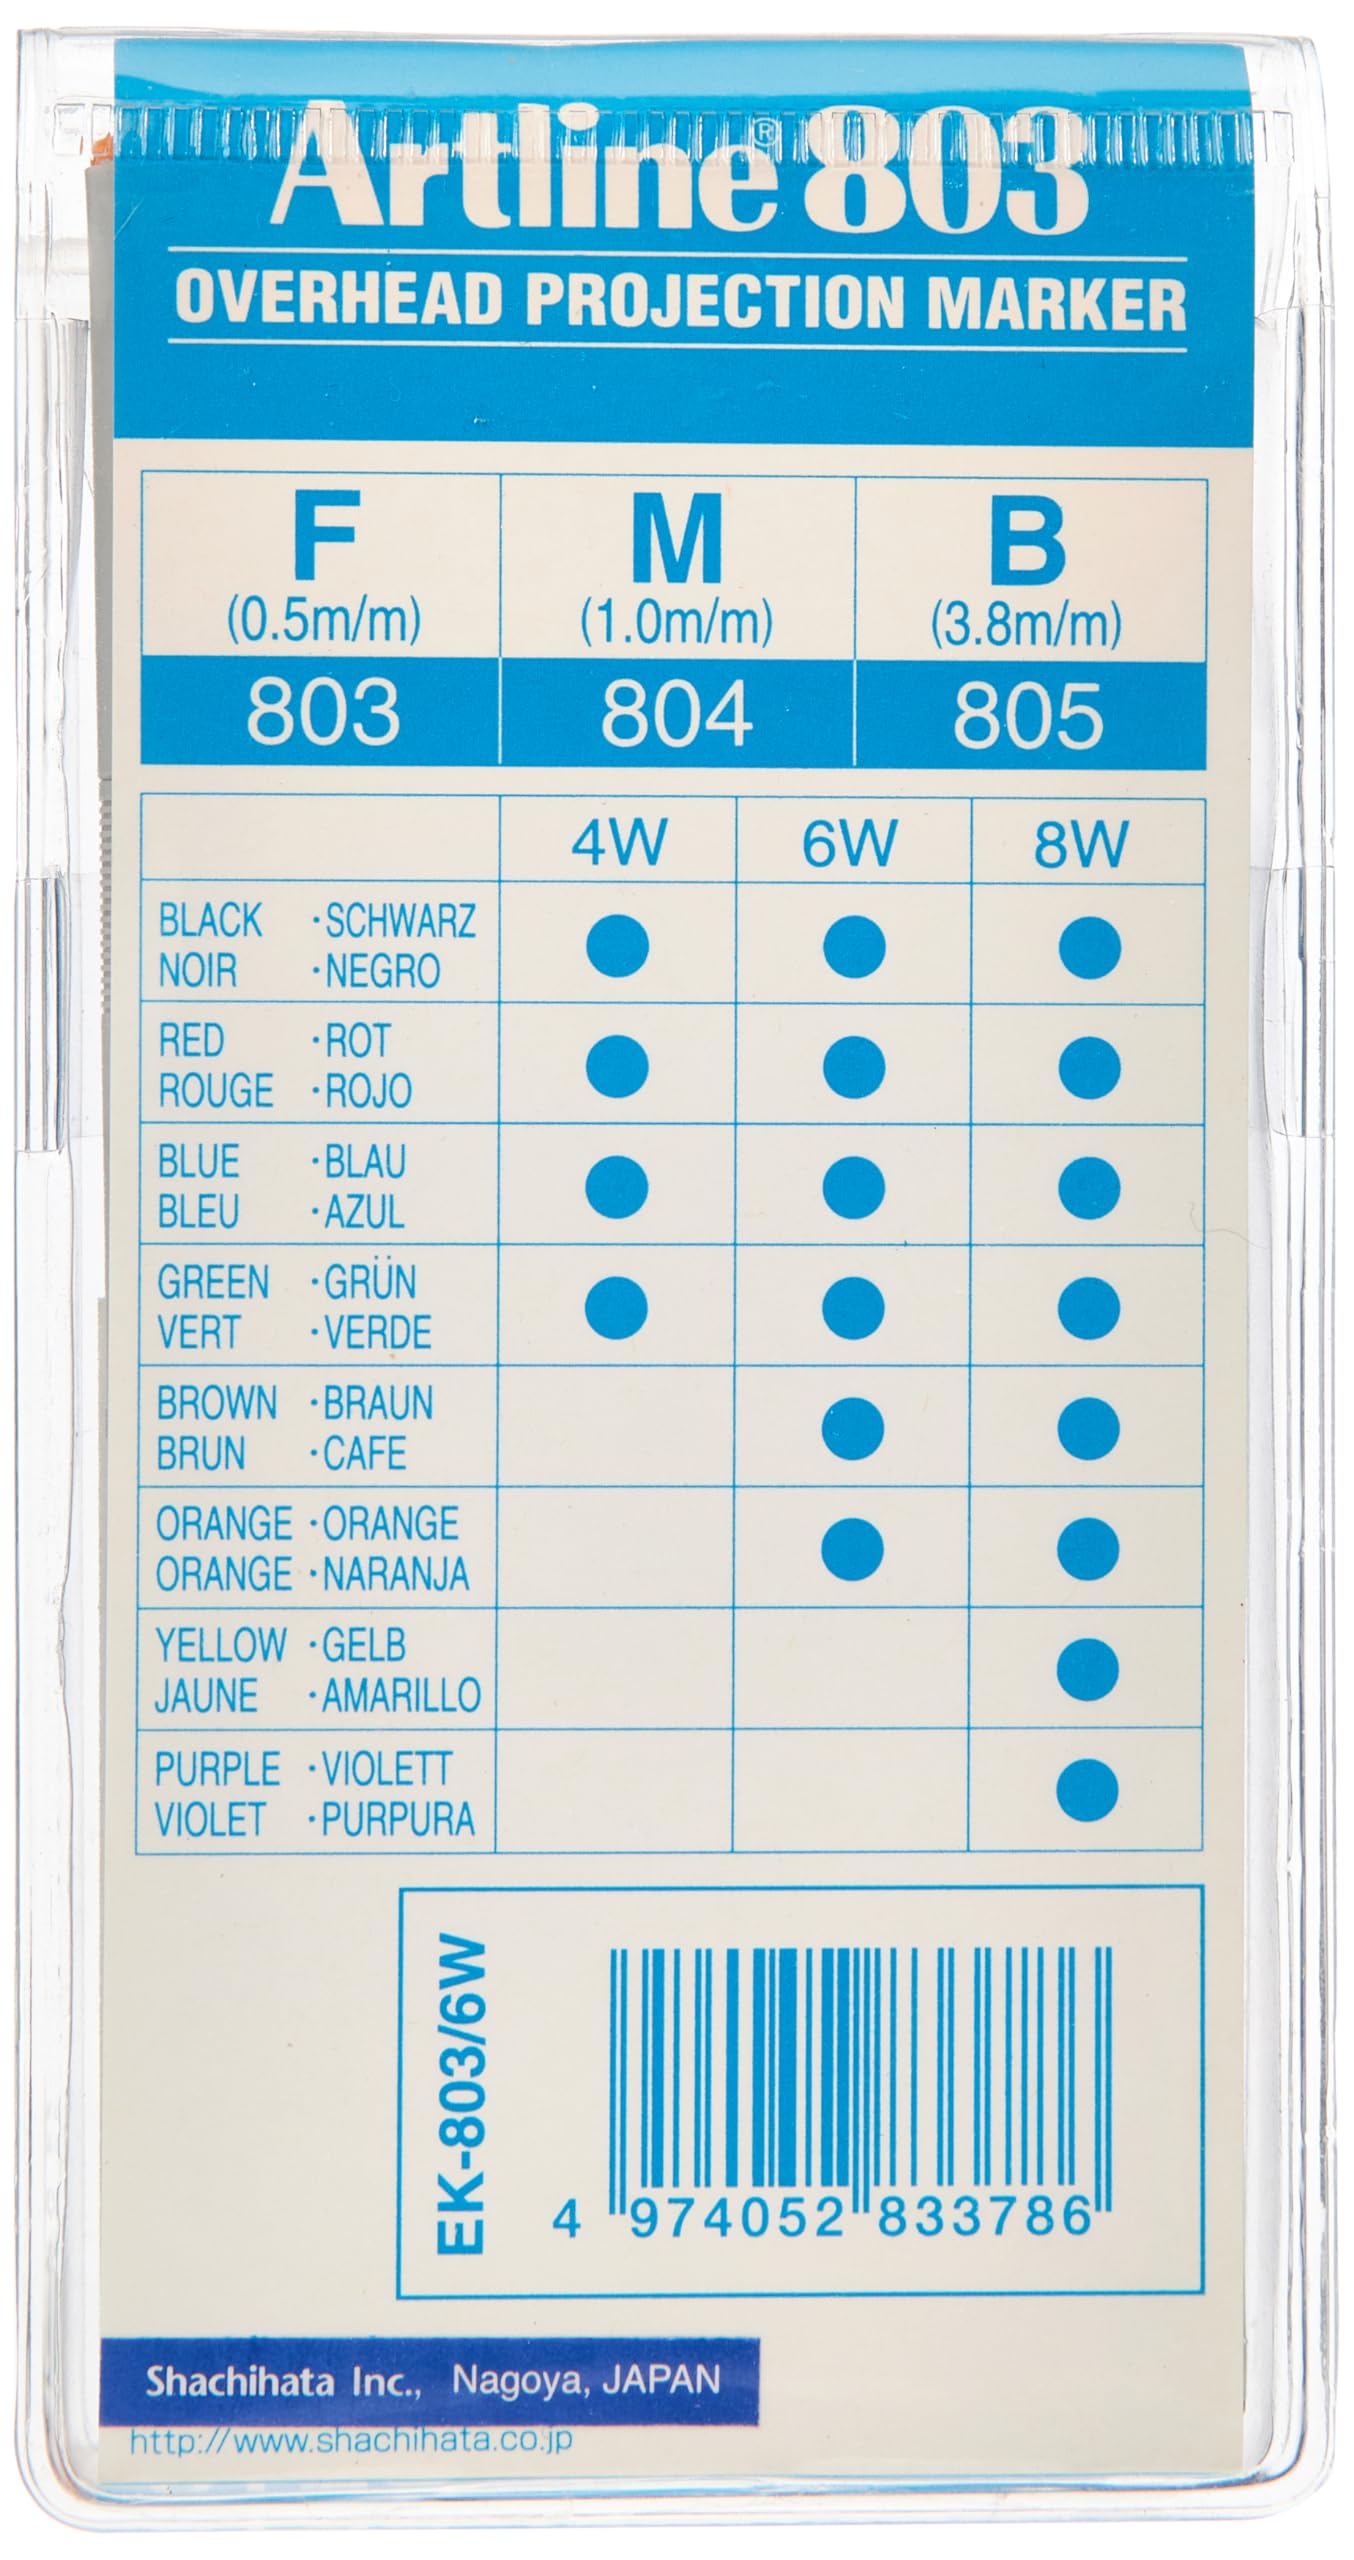 Artline® 803
OVERHEAD PROJECTION MARKER
F M B
(0.5m/m) (1.0m/m) (3.8m/m)
803 804 805
4W 6W 8W
BLACK ·SCHWARZ
NOIR ·NEGRO
RED ·ROT
ROUGE ·ROJO
BLUE ·BLAU
BLEU ·AZUL
GREEN ·GRÜN
VERT ·VERDE
BROWN ·BRAUN
BRUN ·CAFE
ORANGE ·ORANGE
ORANGE ·NARANJA
YELLOW ·GELB
JAUNE ·AMARILLO
PURPLE ·VIOLETT
VIOLET ·PURPURA
EK-803/6W
4 974052 833786
Shachihata Inc., Nagoya, JAPAN
http://www.shachihata.co.jp